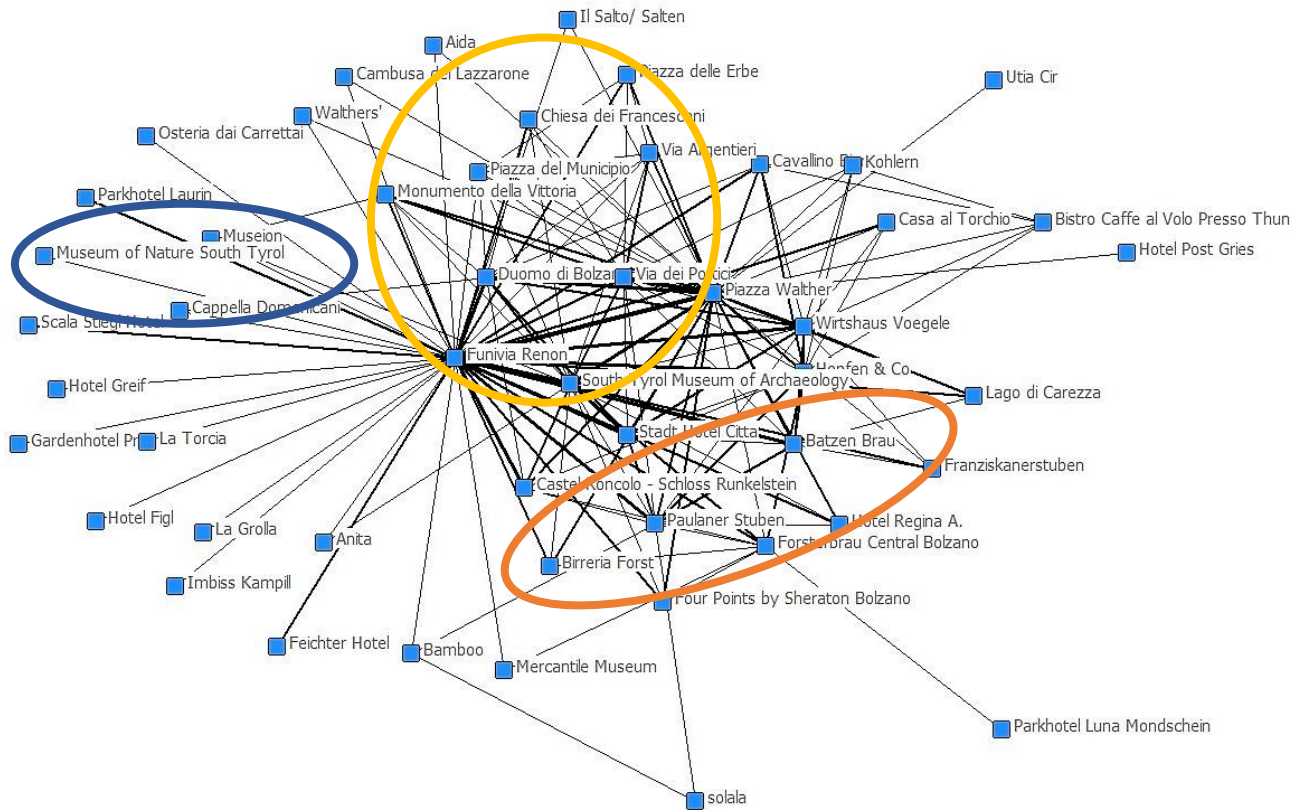 Il Salto/ Salten
Aida
Piazza delle Erbe
Cambusa del Lazzarone
Utia Cir
Walthers'
Chiesa dei Francescani
Osteria dai Carrettai
Via Argentieri
Cavallino
Kohlern
Piazza del Municipio
Monumento della Vittoria
Parkhotel Laurin
Casa al Torchio
Bistro Caffe al Volo Presso Thun
Museion
Museum of Nature South Tyrol
Hotel Post Gries
Duomo di Bolzano
Via dei Portici
Piazza Walther
Cappella Domenicani
Scala Stiegl Hotel
Wirtshaus Voegele
Funivia Renon
Hopfen & Co
South Tyrol Museum of Archaeology
Hotel Greif
Lago di Carezza
Stadt Hotel Citta
Gardenhotel
La Torcia
Batzen Brau
Franziskanerstuben
Castel Roncolo - Schloss Runkelstein
Hotel Figl
La Grolla
Paulaner Stuben
Hotel Regina A.
Anita
Forsterbrau Central Bolzano
Birreria Forst
Imbiss Kampill
Four Points by Sheraton Bolzano
Feichter Hotel
Bamboo
Mercantile Museum
Parkhotel Luna Mondschein
solala